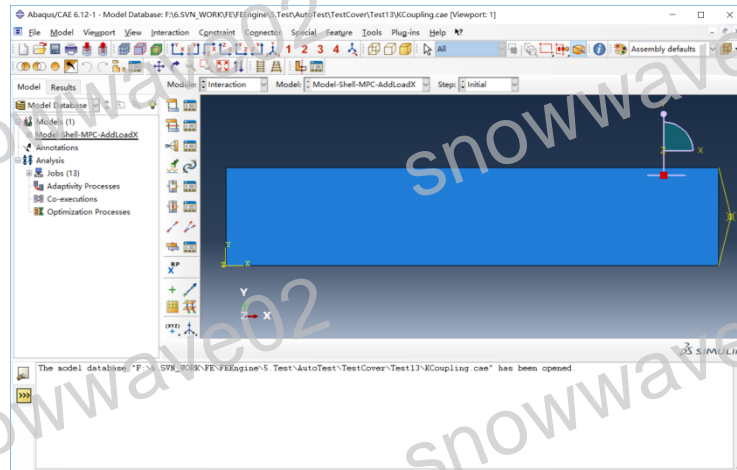 Abaqus/CAE 6.12-1 - Model Database: F:\6.SVN_WORK\FE\FEEngine\5.Test\AutoTest\TestCover\Test13\KCoupling.cae [Viewport: 1]
File Model Viewport View Interaction Constraint Connector Special Feature Tools Plug-ins Help
1 2 3 4 All Assembly defaults
Model Results Module: Interaction Model: Model-Shell-MPC-AddLoadX Step: Initial
Model Database
Models (1)
Model-Shell-MPC-AddLoadX
Annotations
Analysis
Jobs (13)
Adaptivity Processes
Co-executions
Optimization Processes
RP
(XYZ)
Z X
Y
Z X
Y
Z X
SIMULIA
The model database "F:\6.SVN_WORK\FE\FEEngine\5.Test\AutoTest\TestCover\Test13\KCoupling.cae" has been opened.
snowwave02
snowwave02
snowwave02
snowwave02